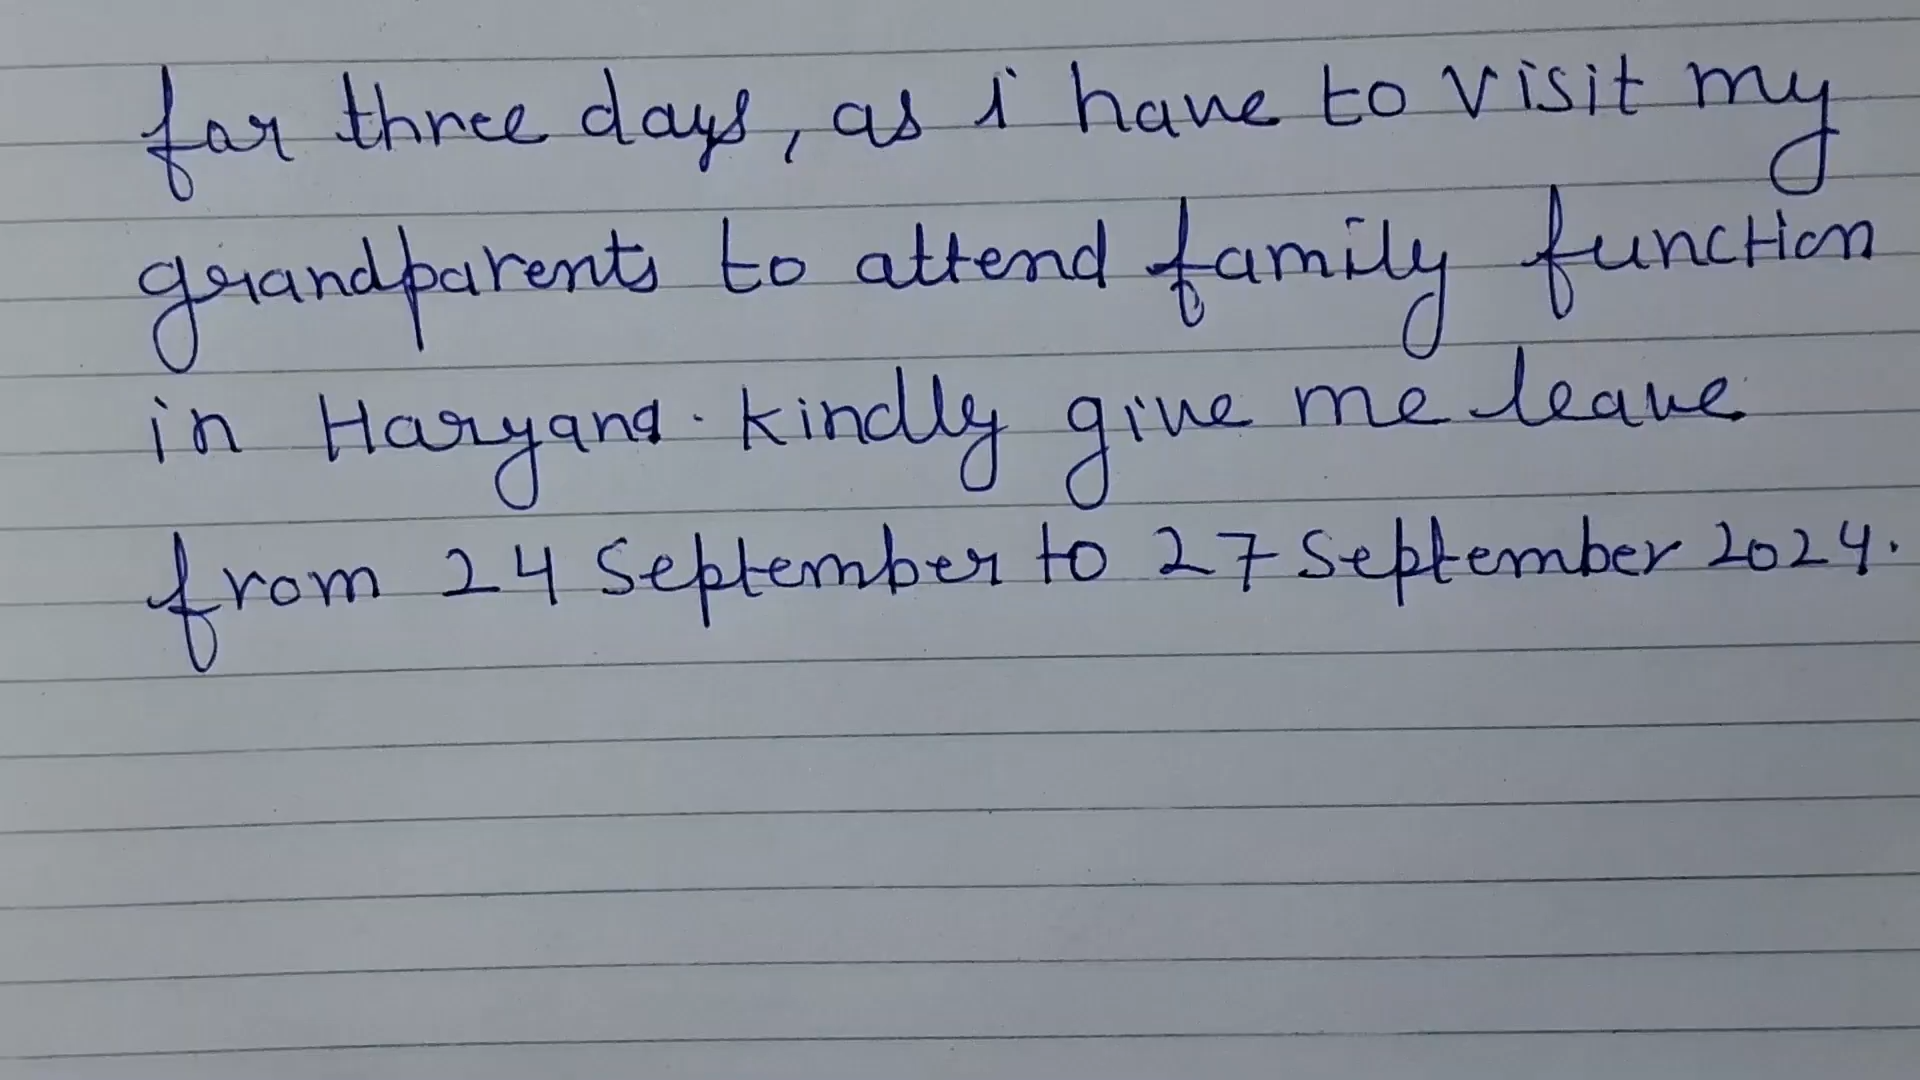 for three days, as i have to visit my
grandparents to attend family function
in Haryana. kindly give me leave
from 24 September to 27 September 2024.